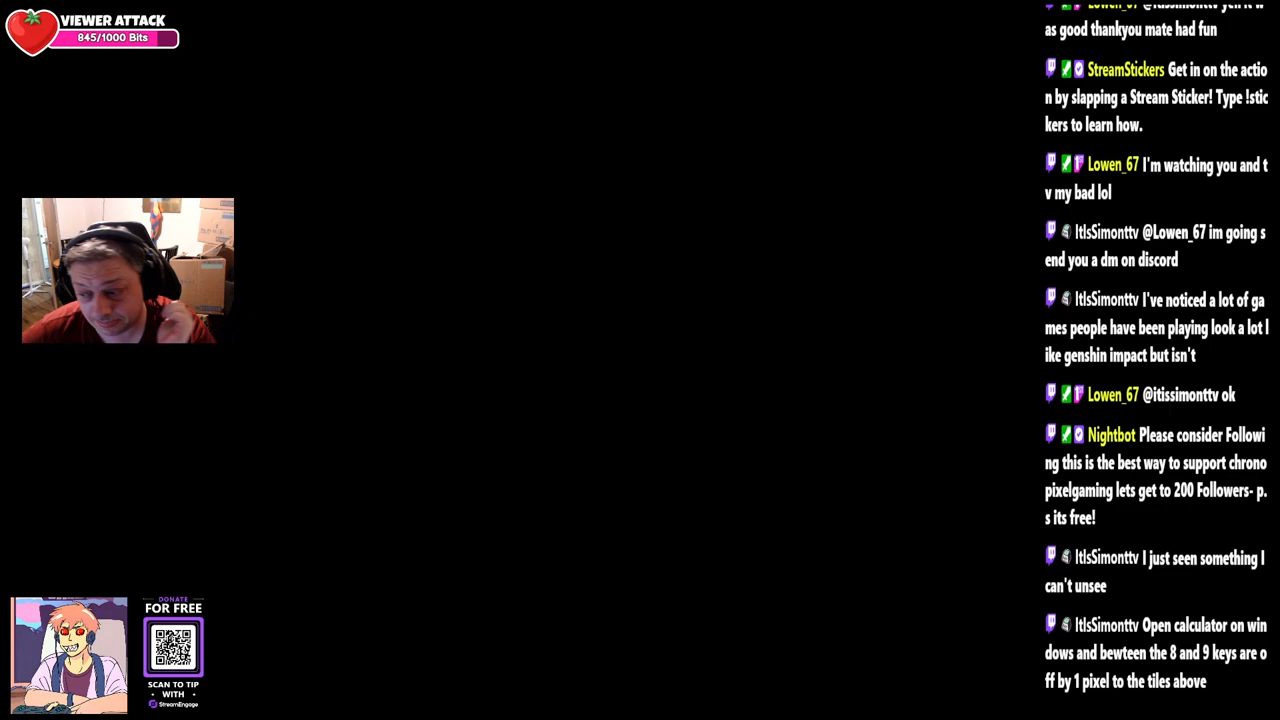 VIEWER ATTACK
845/1000 Bits
as good thankyou mate had fun
StreamStickers Get in on the actio
n by slapping a Stream Sticker! Type !stic
kers to learn how.
Lowen_67 I'm watching you and t
v my bad lol
ItIsSimonttv @Lowen_67 im going s
end you a dm on discord
ItIsSimonttv I've noticed a lot of ga
mes people have been playing look a lot l
ike genshin impact but isn't
Lowen_67 @itissimonttv ok
Nightbot Please consider Followi
ng this is the best way to support chrono
pixelgaming lets get to 200 Followers- p.
s its free!
ItIsSimonttv I just seen something I
can't unsee
ItIsSimonttv Open calculator on win
dows and bewteen the 8 and 9 keys are o
ff by 1 pixel to the tiles above
DONATE
FOR FREE
SCAN TO TIP
WITH
StreamEngage